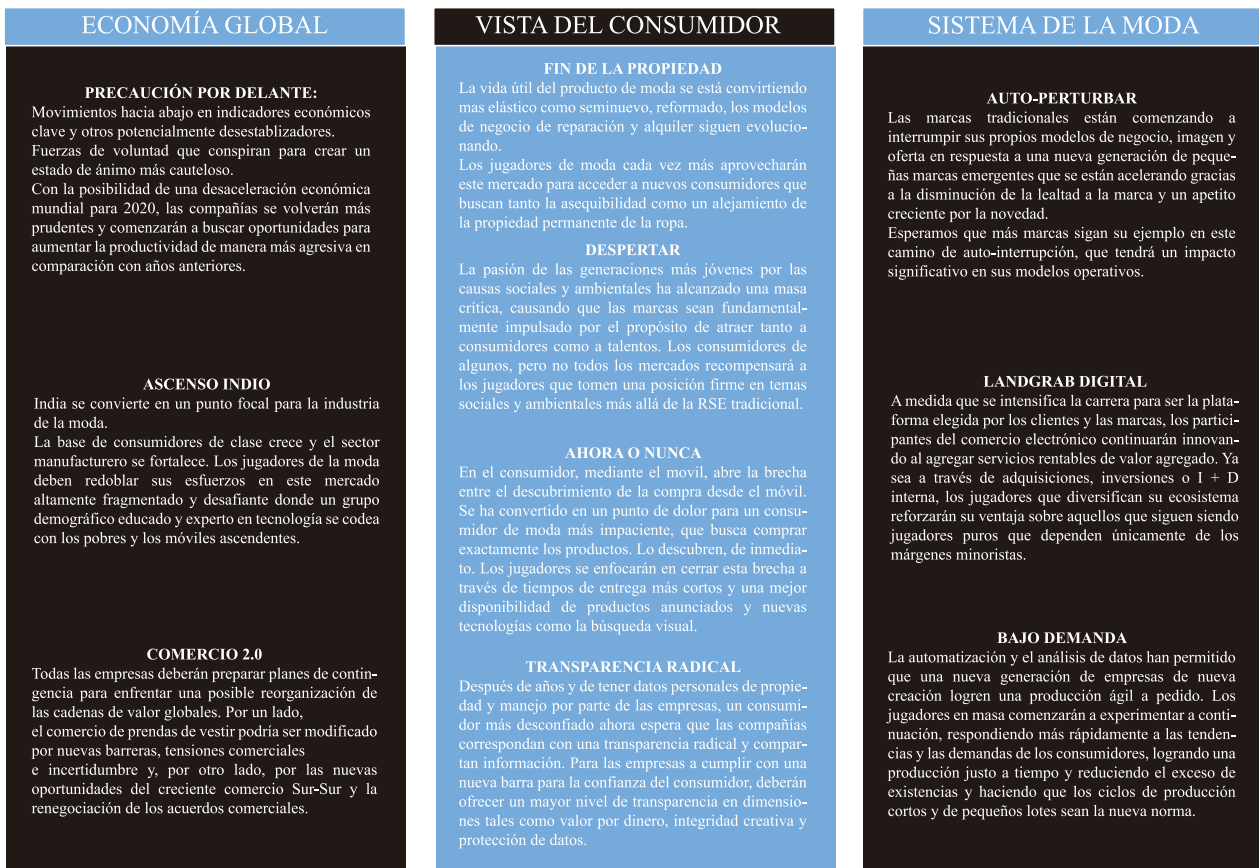 ECONOMÍA GLOBAL
PRECAUCIÓN POR DELANTE:
Movimientos hacia abajo en indicadores económicos
clave y otros potencialmente desestablizadores.
Fuerzas de voluntad que conspiran para crear un
estado de ánimo más cauteloso.
Con la posibilidad de una desaceleración económica
mundial para 2020, las compañías se volverán más
prudentes y comenzarán a buscar oportunidades para
aumentar la productividad de manera más agresiva en
comparación con años anteriores.
ASCENSO INDIO
India se convierte en un punto focal para la industria
de la moda.
La base de consumidores de clase crece y el sector
manufacturero se fortalece. Los jugadores de la moda
deben redoblar sus esfuerzos en este mercado
altamente fragmentado y desafiante donde un grupo
demográfico educado y experto en tecnología se codea
con los pobres y los móviles ascendentes.
COMERCIO 2.0
Todas las empresas deberán preparar planes de contin-
gencia para enfrentar una posible reorganización de
las cadenas de valor globales. Por un lado,
el comercio de prendas de vestir podría ser modificado
por nuevas barreras, tensiones comerciales
e incertidumbre y, por otro lado, por las nuevas
oportunidades del creciente comercio Sur-Sur y la
renegociación de los acuerdos comerciales.
VISTA DEL CONSUMIDOR
FIN DE LA PROPIEDAD
La vida útil del producto de moda se está convirtiendo
mas elástico como seminuevo, reformado, los modelos
de negocio de reparación y alquiler siguen evolucio-
nando.
Los jugadores de moda cada vez más aprovecharán
este mercado para acceder a nuevos consumidores que
buscan tanto la asequibilidad como un alejamiento de
la propiedad permanente de la ropa.
DESPERTAR
La pasión de las generaciones más jóvenes por las
causas sociales y ambientales ha alcanzado una masa
crítica, causando que las marcas sean fundamental-
mente impulsado por el propósito de atraer tanto a
consumidores como a talentos. Los consumidores de
algunos, pero no todos los mercados recompensará a
los jugadores que tomen una posición firme en temas
sociales y ambientales más allá de la RSE tradicional.
AHORA O NUNCA
En el consumidor, mediante el movil, abre la brecha
entre el descubrimiento de la compra desde el móvil.
Se ha convertido en un punto de dolor para un consu-
midor de moda más impaciente, que busca comprar
exactamente los productos. Lo descubren, de inmedia-
to. Los jugadores se enfocarán en cerrar esta brecha a
través de tiempos de entrega más cortos y una mejor
disponibilidad de productos anunciados y nuevas
tecnologías como la búsqueda visual.
TRANSPARENCIA RADICAL
Después de años y de tener datos personales de propie-
dad y manejo por parte de las empresas, un consumi-
dor más desconfiado ahora espera que las compañías
correspondan con una transparencia radical y compar-
tan información. Para las empresas a cumplir con una
nueva barra para la confianza del consumidor, deberán
ofrecer un mayor nivel de transparencia en dimensio-
nes tales como valor por dinero, integridad creativa y
protección de datos.
SISTEMA DE LA MODA
AUTO-PERTURBAR
Las marcas tradicionales están comenzando a
interrumpir sus propios modelos de negocio, imagen y
oferta en respuesta a una nueva generación de peque-
ñas marcas emergentes que se están acelerando gracias
a la disminución de la lealtad a la marca y un apetito
creciente por la novedad.
Esperamos que más marcas sigan su ejemplo en este
camino de auto-interrupción, que tendrá un impacto
significativo en sus modelos operativos.
LANDGRAB DIGITAL
A medida que se intensifica la carrera para ser la plata-
forma elegida por los clientes y las marcas, los partici-
pantes del comercio electrónico continuarán innovan-
do al agregar servicios rentables de valor agregado. Ya
sea a través de adquisiciones, inversiones o I + D
interna, los jugadores que diversifican su ecosistema
reforzarán su ventaja sobre aquellos que siguen siendo
jugadores puros que dependen únicamente de los
márgenes minoristas.
BAJO DEMANDA
La automatización y el análisis de datos han permitido
que una nueva generación de empresas de nueva
creación logren una producción ágil a pedido. Los
jugadores en masa comenzarán a experimentar a conti-
nuación, respondiendo más rápidamente a las tenden-
cias y las demandas de los consumidores, logrando una
producción justo a tiempo y reduciendo el exceso de
existencias y haciendo que los ciclos de producción
cortos y de pequeños lotes sean la nueva norma.